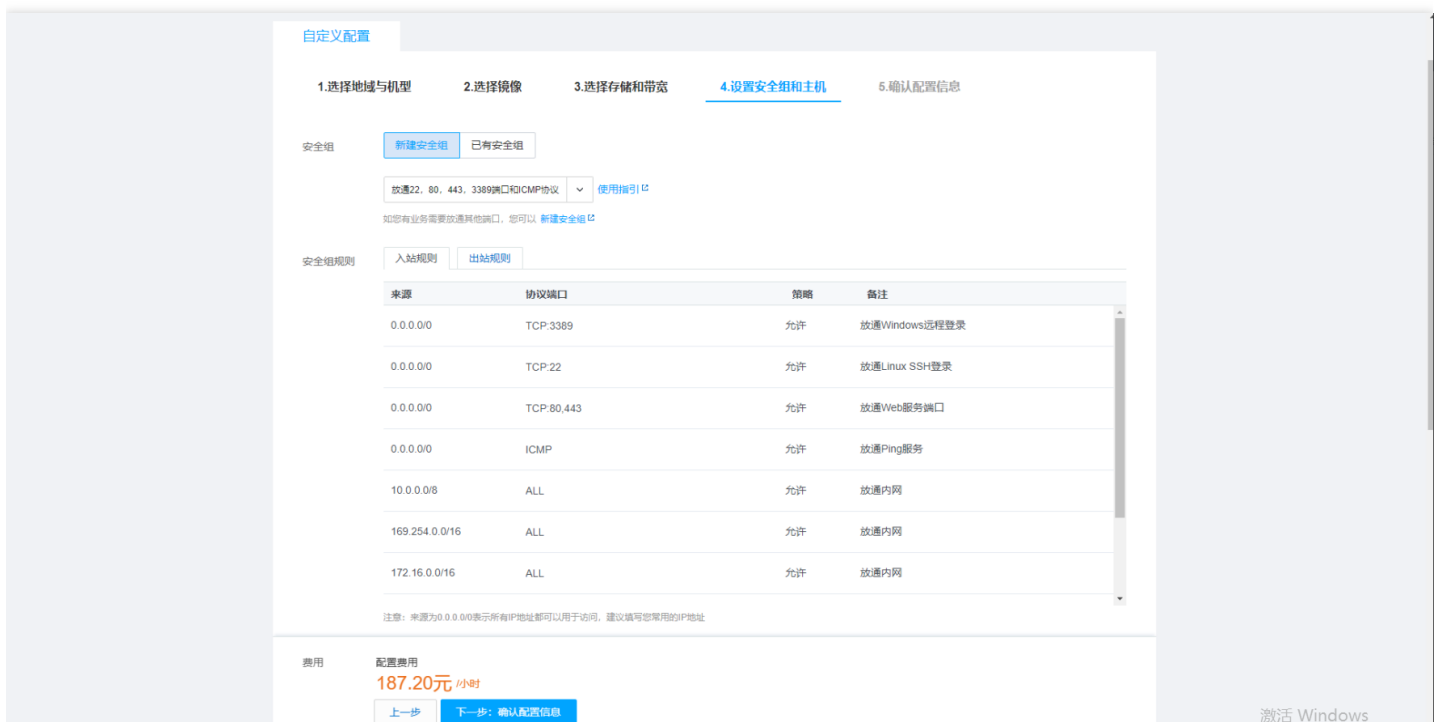 自定义配置
1.选择地域与机型 2.选择镜像 3.选择存储和带宽 4.设置安全组和主机 5.确认配置信息
安全组 新建安全组 已有安全组
放通22，80，443，3389端口和ICMP协议 使用指引
如您有业务需要放通其他端口，您可以 新建安全组
安全组规则 入站规则 出站规则
来源 协议端口 策略 备注
0.0.0.0/0 TCP:3389 允许 放通Windows远程登录
0.0.0.0/0 TCP:22 允许 放通Linux SSH登录
0.0.0.0/0 TCP:80,443 允许 放通Web服务端口
0.0.0.0/0 ICMP 允许 放通Ping服务
10.0.0.0/8 ALL 允许 放通内网
169.254.0.0/16 ALL 允许 放通内网
172.16.0.0/16 ALL 允许 放通内网
注意：来源为0.0.0.0/0表示所有IP地址都可以用于访问，建议填写您常用的IP地址
费用 配置费用
187.20元 /小时
上一步 下一步：确认配置信息
激活 Windows